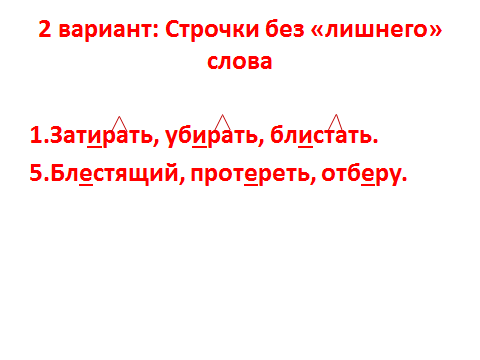 2 вариант: Строчки без «лишнего»
слова
1.Затирать, убирать, блистать.
5.Блестящий, протереть, отберу.